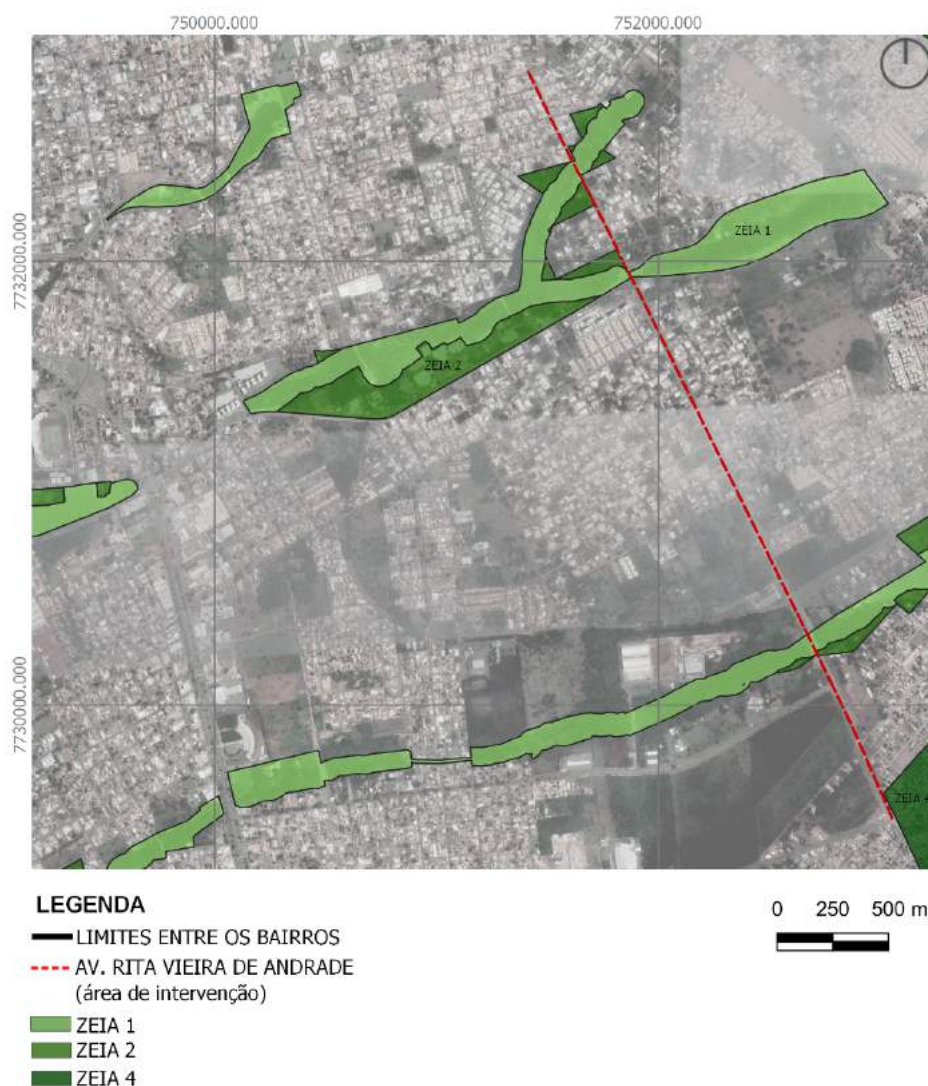 750000.000
752000.000
7732000.000
ZEIA 1
ZEIA 2
7730000.000
ZEIA 4
LEGENDA
LIMITES ENTRE OS BAIRROS
AV. RITA VIEIRA DE ANDRADE
(área de intervenção)
ZEIA 1
ZEIA 2
ZEIA 4
0 250 500 m